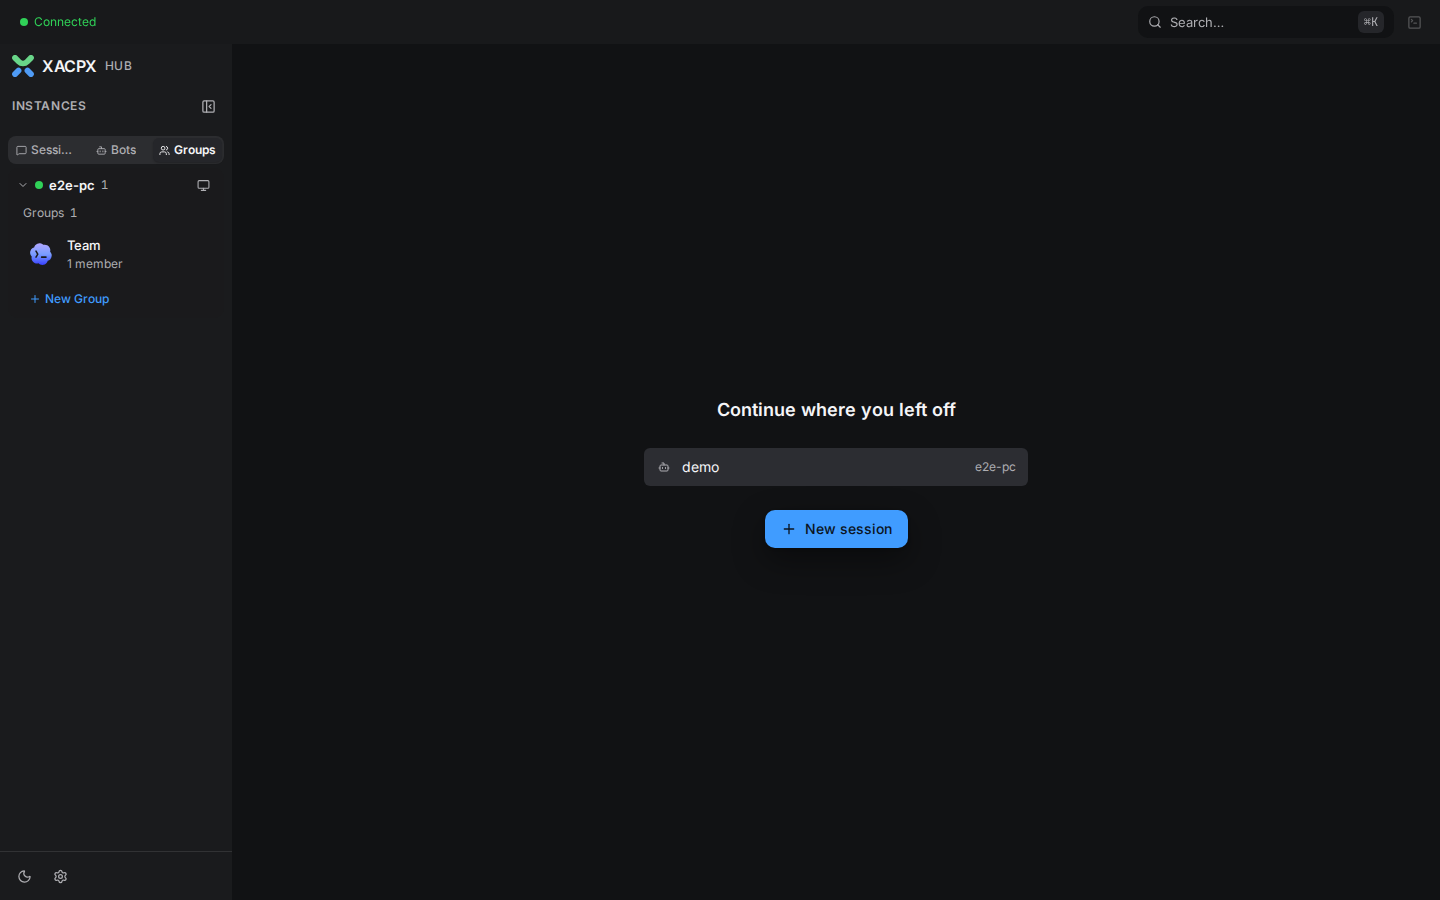 Connected
Search...
⌘K
XACPX HUB
INSTANCES
Sessi...
Bots
Groups
e2e-pc 1
Groups 1
Team
1 member
+ New Group
Continue where you left off
demo
e2e-pc
+ New session